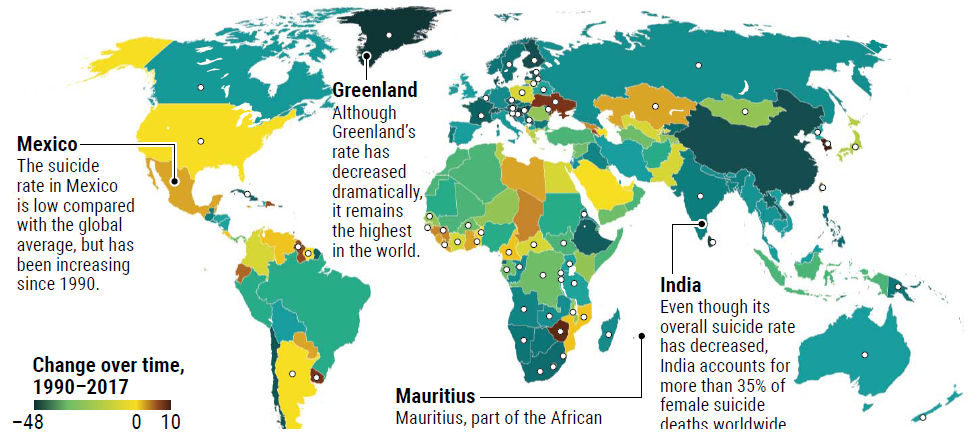 Greenland
Although
Greenland's
rate has
decreased
dramatically,
it remains
the highest
in the world.
Mexico
The suicide
rate in Mexico
is low compared
with the global
average, but has
been increasing
since 1990.
India
Even though its
overall suicide rate
has decreased,
India accounts for
more than 35% of
female suicide
deaths worldwide
Change over time,
1990–2017
–48 0 10
Mauritius
Mauritius, part of the African